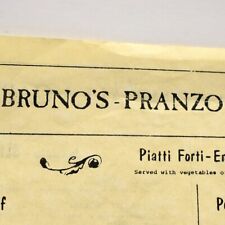 BRUNO'S - PRANZO
Piatti Forti-En
Served with vegetables o
f
P